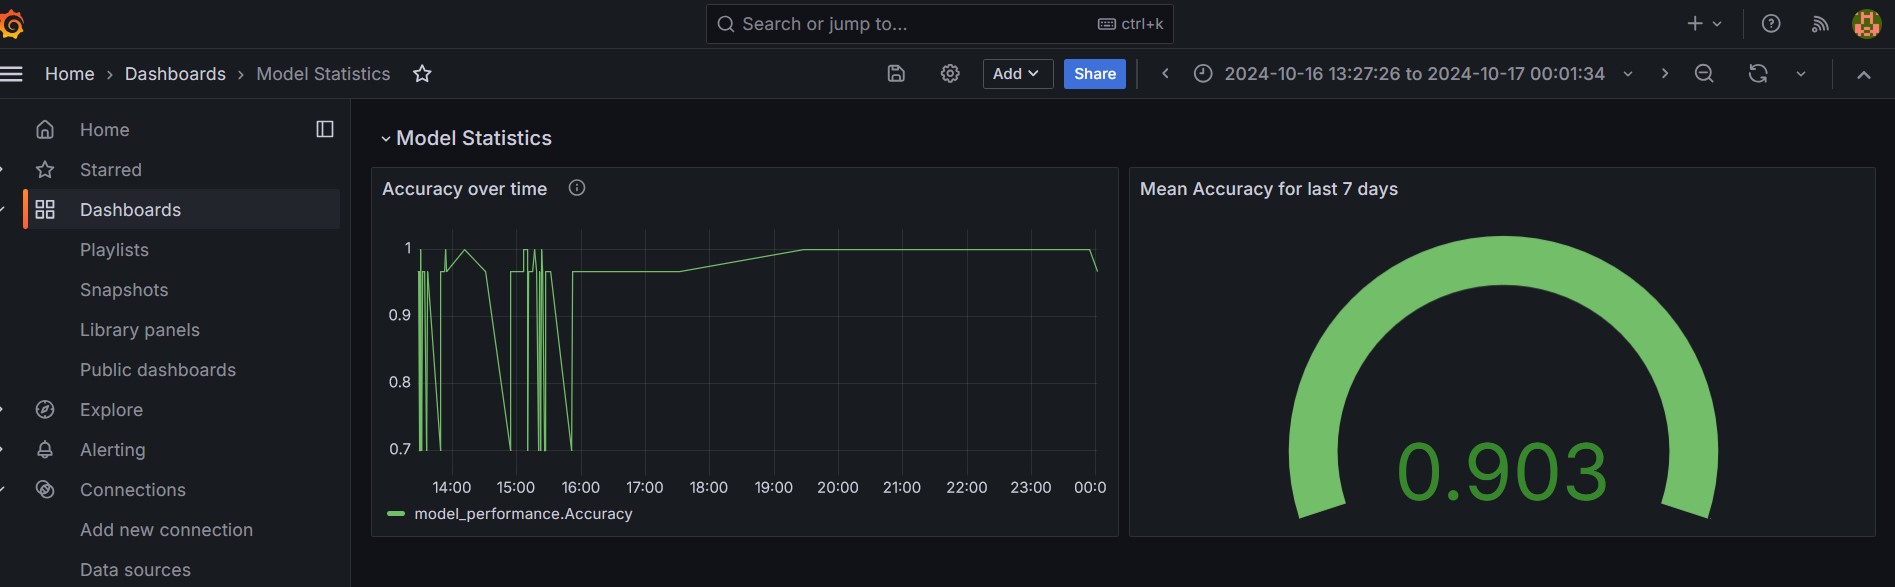 Search or jump to...
ctrl+k
Home › Dashboards › Model Statistics
Add
Share
2024-10-16 13:27:26 to 2024-10-17 00:01:34
Home
Starred
Dashboards
Playlists
Snapshots
Library panels
Public dashboards
Explore
Alerting
Connections
Add new connection
Data sources
Model Statistics
Accuracy over time
1
0.9
0.8
0.7
14:00 15:00 16:00 17:00 18:00 19:00 20:00 21:00 22:00 23:00 00:0
model_performance.Accuracy
Mean Accuracy for last 7 days
0.903